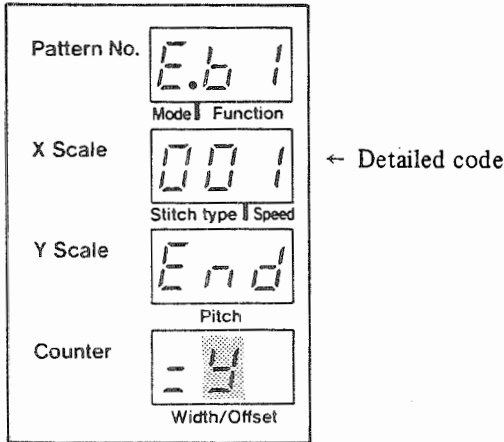 Pattern No. E.b 1
Mode Function
X Scale 001 ← Detailed code
Stitch type Speed
Y Scale End
Pitch
Counter = y
Width/Offset